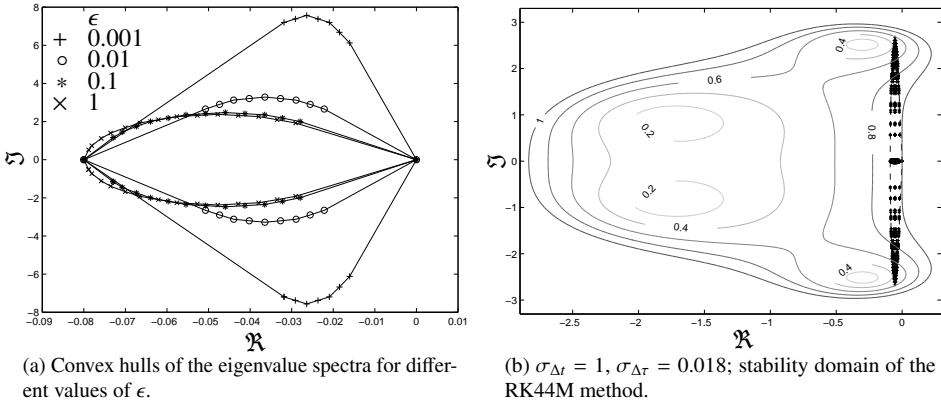 8
6
4
2
0
−2
−4
−6
−8
ϵ
+ 0.001
○ 0.01
∗ 0.1
× 1
ℑ
−0.09 −0.08 −0.07 −0.06 −0.05 −0.04 −0.03 −0.02 −0.01 0 0.01
ℜ
(a) Convex hulls of the eigenvalue spectra for differ-
ent values of ϵ.
3
2
1
0
−1
−2
−3
ℑ
0.4
0.6
1
0.2
0.8
0.2
0.4
0.4
−2.5 −2 −1.5 −1 −0.5 0
ℜ
(b) σΔt = 1, σΔτ = 0.018; stability domain of the
RK44M method.